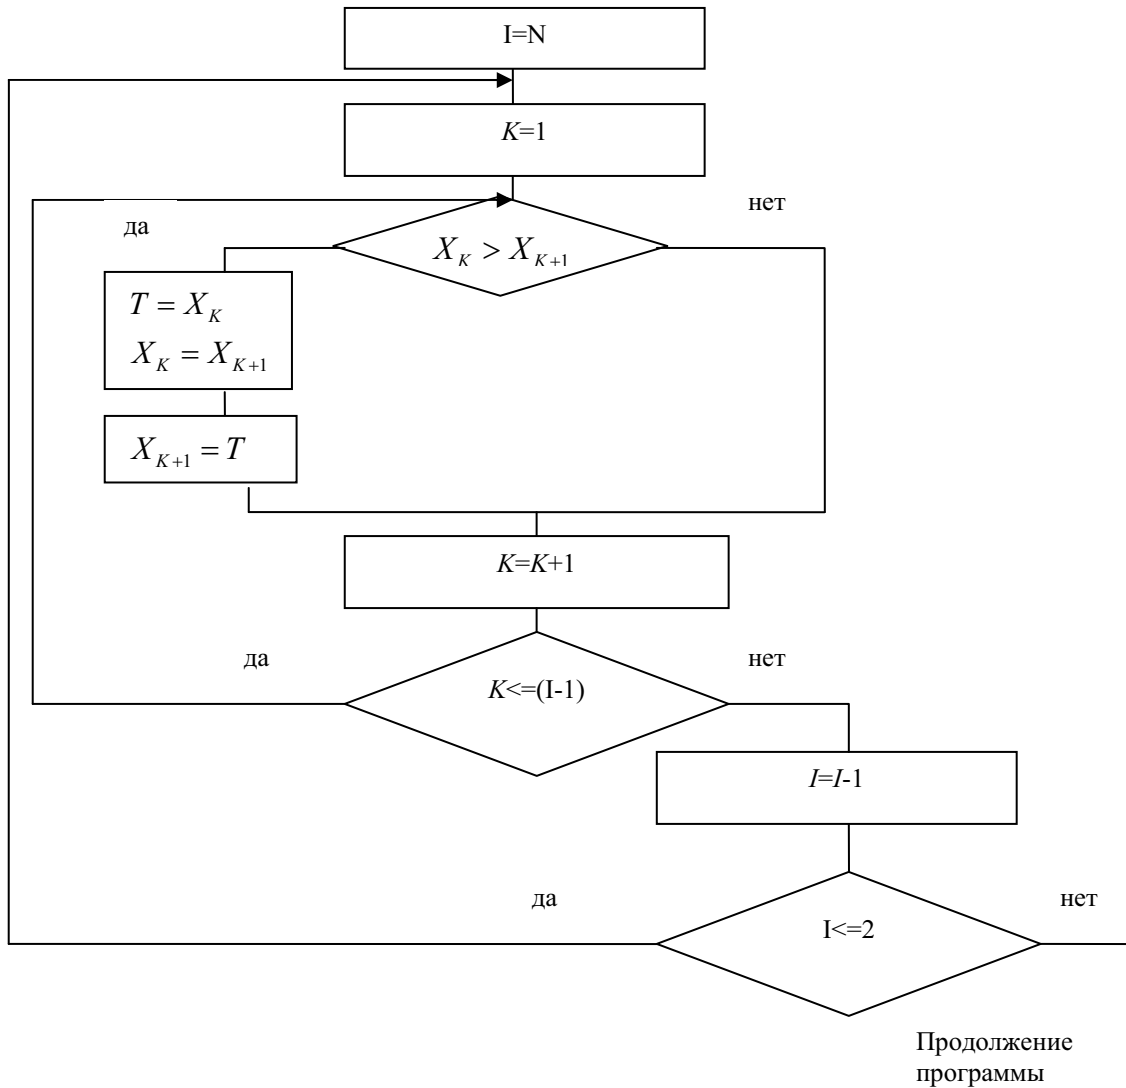 I=N
K=1
да
нет
X_K > X_{K+1}
T = X_K
X_K = X_{K+1}
X_{K+1} = T
K=K+1
да
нет
K<=(I-1)
I=I-1
да
нет
I<=2
Продолжение
программы